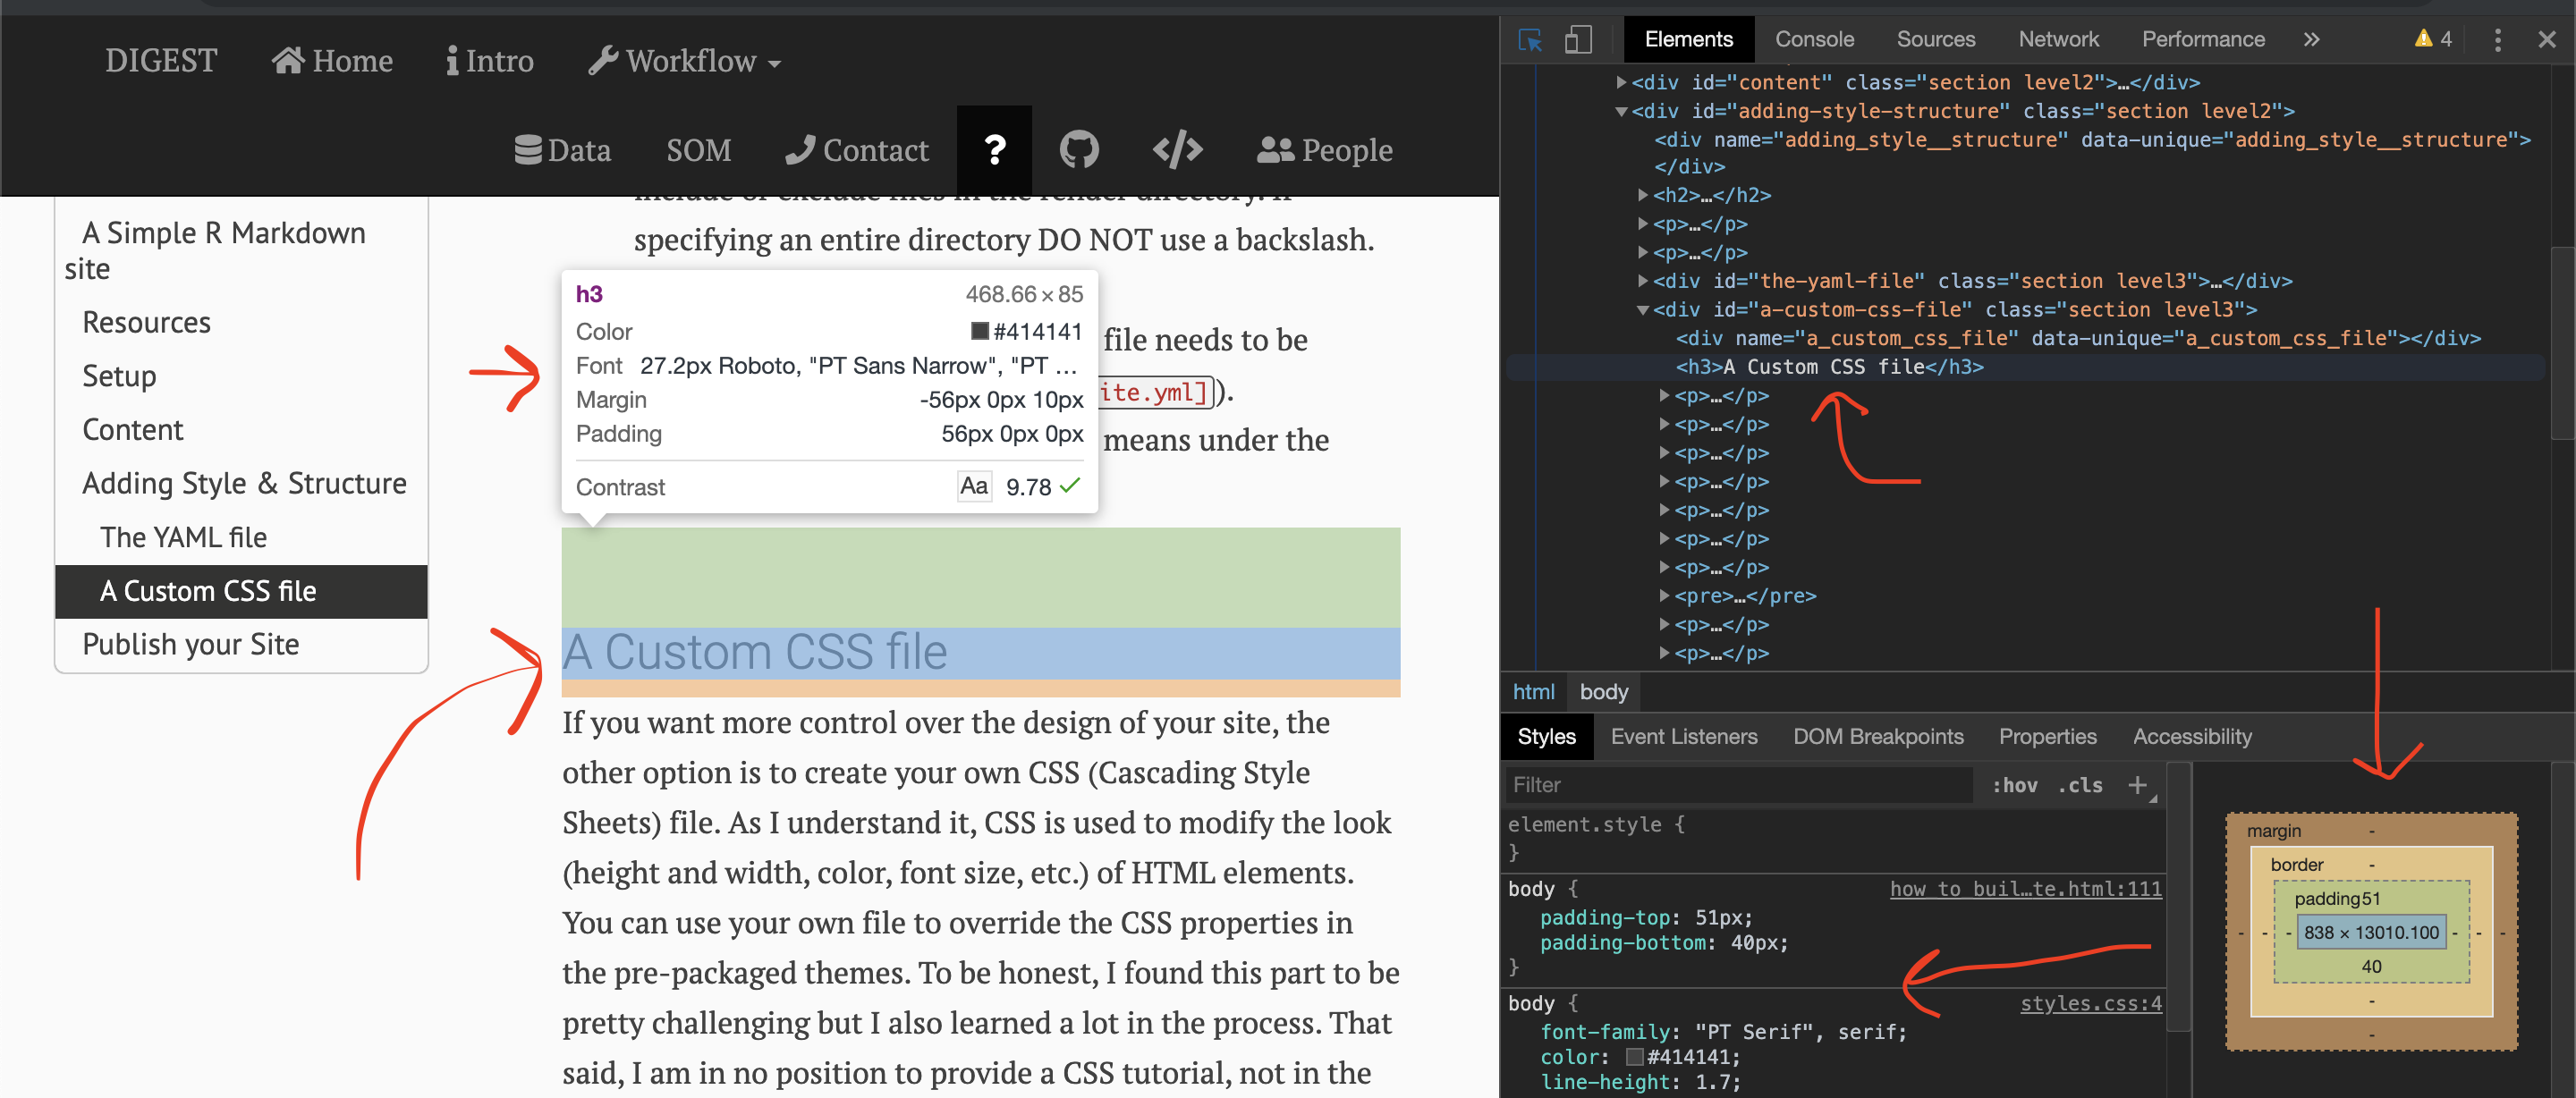 DIGEST Home Intro Workflow
Data SOM Contact ? </> People
A Simple R Markdown
site
Resources
Setup
Content
Adding Style & Structure
The YAML file
A Custom CSS file
Publish your Site
specifying an entire directory DO NOT use a backslash.
file needs to be
ite.yml]).
means under the
h3 468.66 × 85
Color #414141
Font 27.2px Roboto, "PT Sans Narrow", "PT ...
Margin -56px 0px 10px
Padding 56px 0px 0px
Contrast Aa 9.78
A Custom CSS file
If you want more control over the design of your site, the
other option is to create your own CSS (Cascading Style
Sheets) file. As I understand it, CSS is used to modify the look
(height and width, color, font size, etc.) of HTML elements.
You can use your own file to override the CSS properties in
the pre-packaged themes. To be honest, I found this part to be
pretty challenging but I also learned a lot in the process. That
said, I am in no position to provide a CSS tutorial, not in the
Elements Console Sources Network Performance » 4
<div id="content" class="section level2">…</div>
<div id="adding-style-structure" class="section level2">
<div name="adding_style__structure" data-unique="adding_style__structure">
</div>
<h2>…</h2>
<p>…</p>
<p>…</p>
<div id="the-yaml-file" class="section level3">…</div>
<div id="a-custom-css-file" class="section level3">
<div name="a_custom_css_file" data-unique="a_custom_css_file"></div>
<h3>A Custom CSS file</h3>
<p>…</p>
<p>…</p>
<p>…</p>
<p>…</p>
<p>…</p>
<p>…</p>
<p>…</p>
<pre>…</pre>
<p>…</p>
<p>…</p>
html body
Styles Event Listeners DOM Breakpoints Properties Accessibility
Filter :hov .cls +
element.style {
}
body { how_to_buil…te.html:111
padding-top: 51px;
padding-bottom: 40px;
}
body { styles.css:4
font-family: "PT Serif", serif;
color: #414141;
line-height: 1.7;
margin -
border -
padding51
- - - 838 × 13010.100 - - -
40
-
-